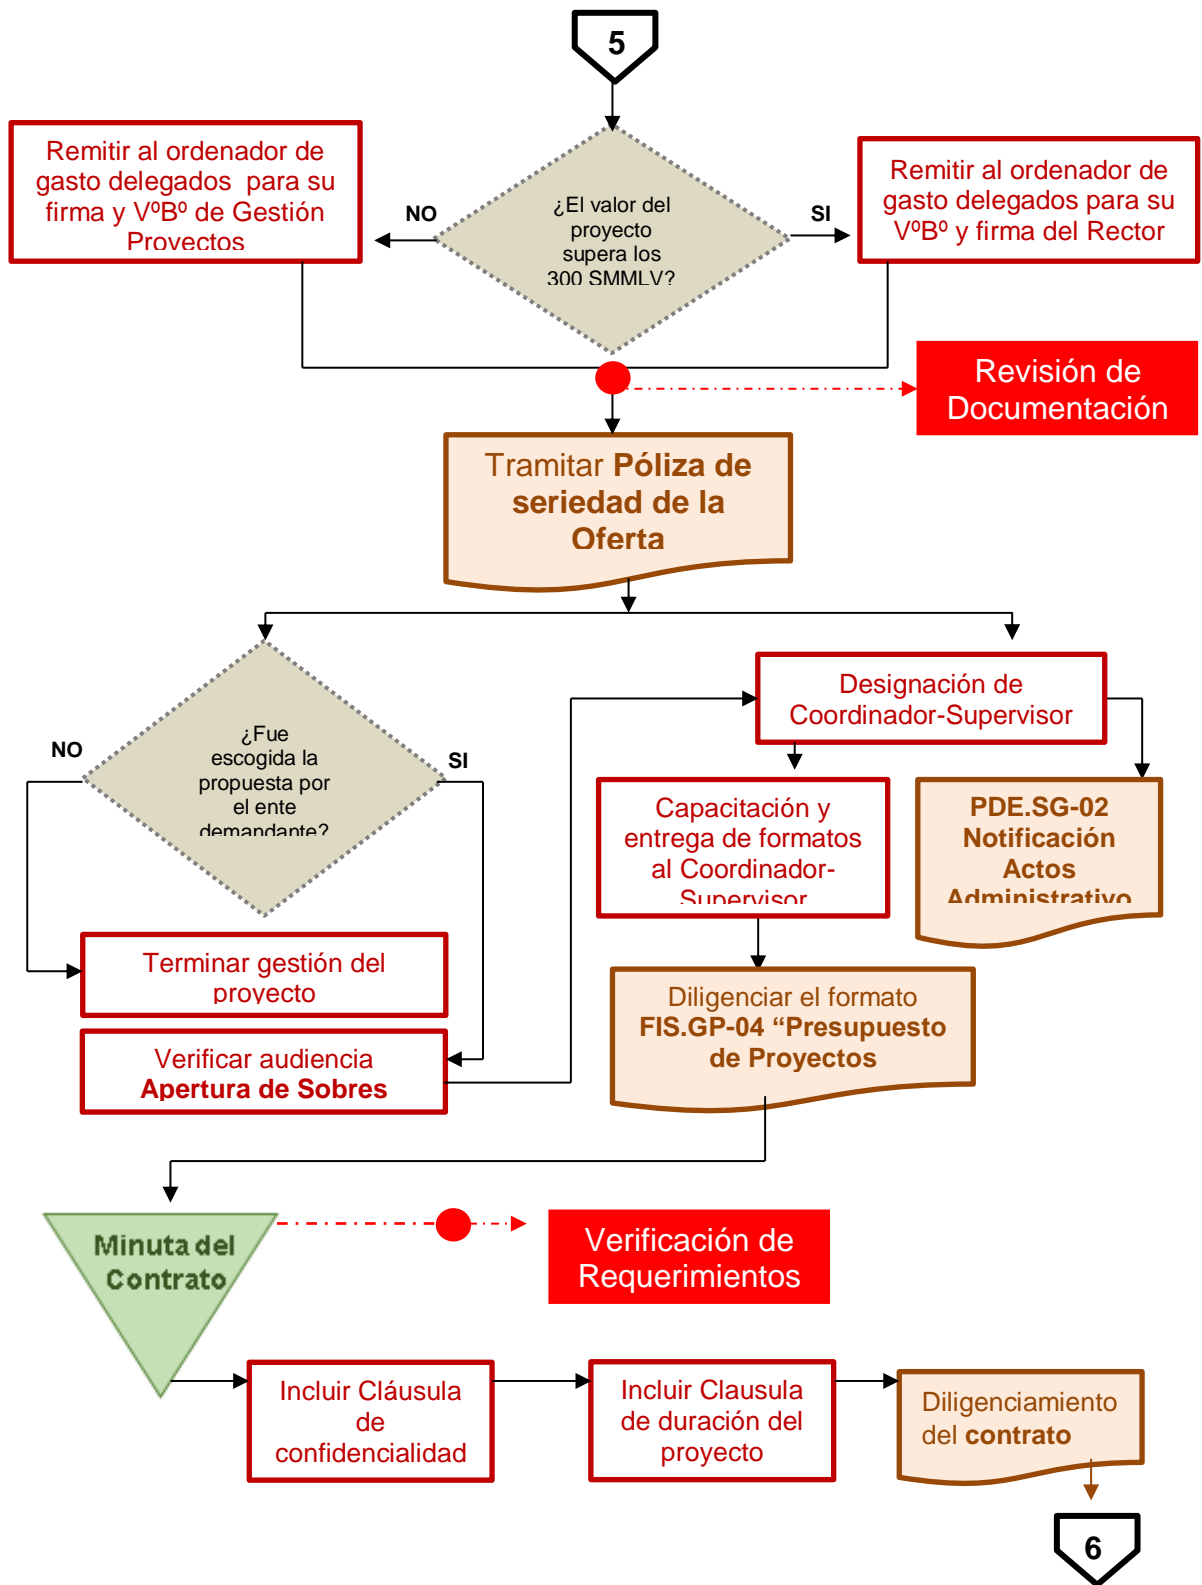 5
Remitir al ordenador de
gasto delegados para su
firma y VºBº de Gestión
Proyectos
NO
¿El valor del
proyecto
supera los
300 SMMLV?
SI
Remitir al ordenador de
gasto delegados para su
VºBº y firma del Rector
Revisión de
Documentación
Tramitar Póliza de
seriedad de la
Oferta
NO
¿Fue
escogida la
propuesta por
el ente
demandante?
SI
Designación de
Coordinador-Supervisor
Capacitación y
entrega de formatos
al Coordinador-
Supervisor
PDE.SG-02
Notificación
Actos
Administrativo
Terminar gestión del
proyecto
Verificar audiencia
Apertura de Sobres
Diligenciar el formato
FIS.GP-04 “Presupuesto
de Proyectos
Minuta del
Contrato
Verificación de
Requerimientos
Incluir Cláusula
de
confidencialidad
Incluir Clausula
de duración del
proyecto
Diligenciamiento
del contrato
6